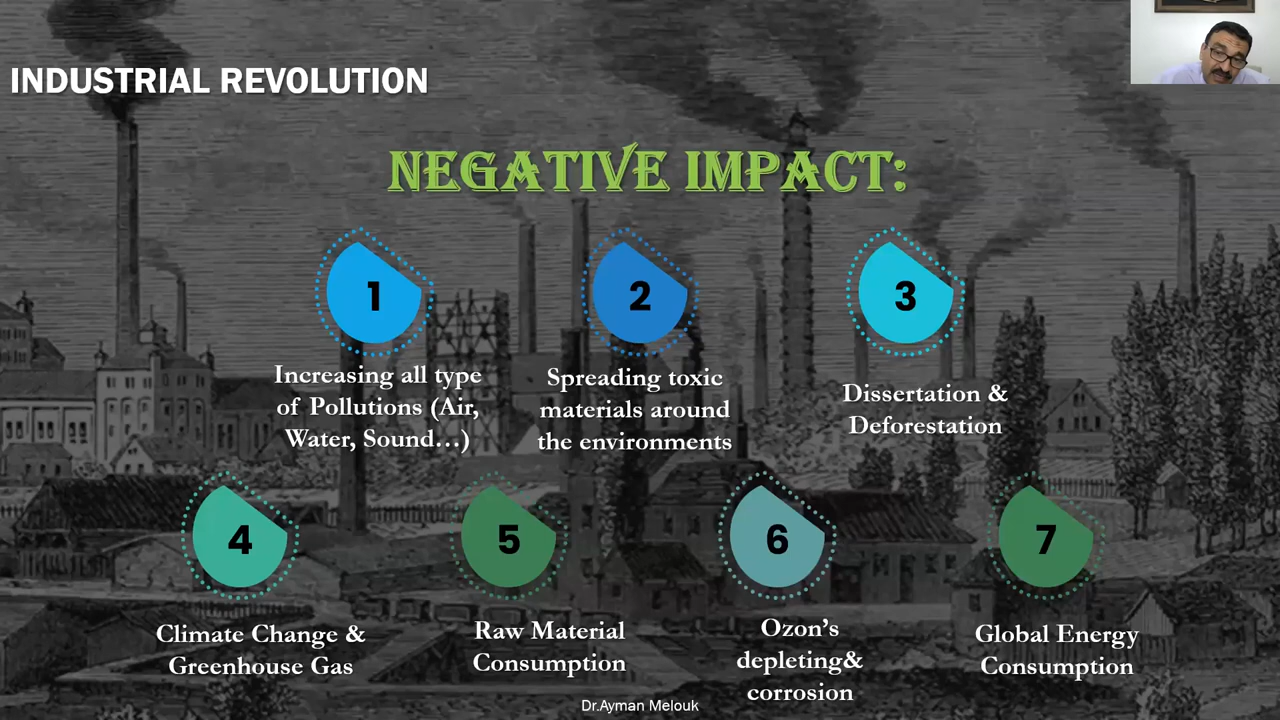 INDUSTRIAL REVOLUTION
NEGATIVE IMPACT:
1
Increasing all type
of Pollutions (Air,
Water, Sound...)
2
Spreading toxic
materials around
the environments
3
Dissertation &
Deforestation
4
Climate Change &
Greenhouse Gas
5
Raw Material
Consumption
6
Ozon's
depleting&
corrosion
7
Global Energy
Consumption
Dr.Ayman Melouk